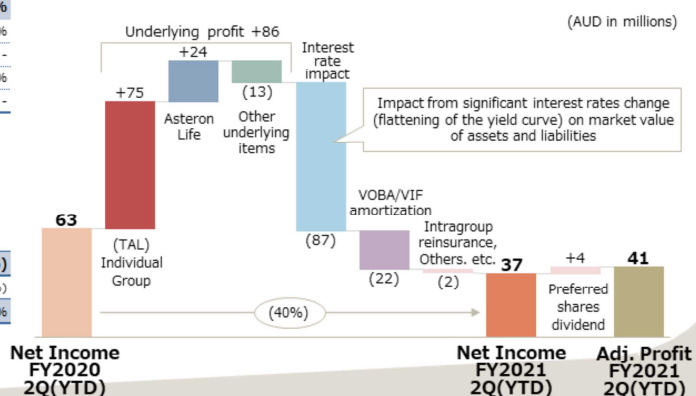 %
%
-
%
-
)
)
%
(AUD in millions)
Underlying profit +86
+24
Interest
rate
impact
+75
(13)
Asteron
Life
Other
underlying
items
Impact from significant interest rates change
(flattening of the yield curve) on market value
of assets and liabilities
63
(TAL)
Individual
Group
(87)
VOBA/VIF
amortization
(22)
Intragroup
reinsurance,
Others. etc.
(2)
37
+4
Preferred
shares
dividend
41
(40%)
Net Income
FY2020
2Q(YTD)
Net Income
FY2021
2Q(YTD)
Adj. Profit
FY2021
2Q(YTD)